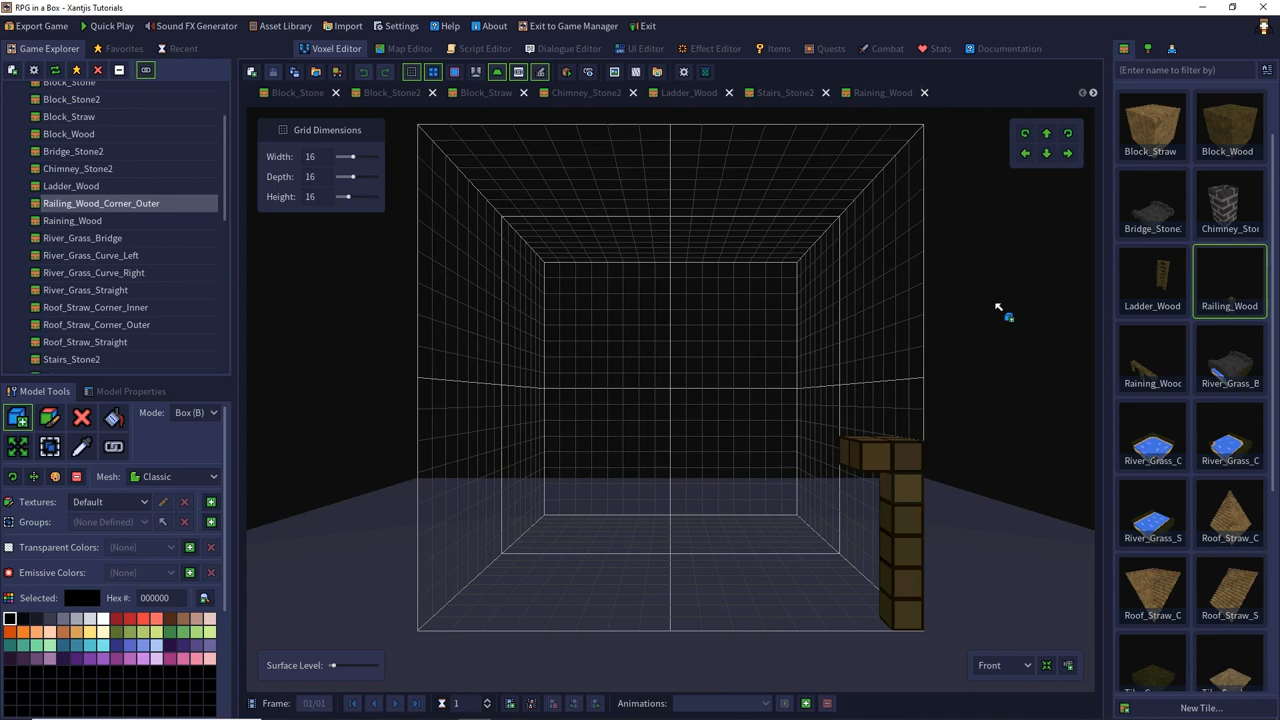 RPG in a Box - Xantjis Tutorials
Export Game Quick Play Sound FX Generator Asset Library Import Settings Help About Exit to Game Manager Exit
Game Explorer Favorites Recent
Voxel Editor Map Editor Script Editor Dialogue Editor UI Editor Effect Editor Items Quests Combat Stats Documentation
(Enter name to filter by)
Block_Stone Block_Stone2 Block_Straw Chimney_Stone2 Ladder_Wood Stairs_Stone2 Raining_Wood
Block_Stone
Block_Stone2
Block_Straw
Block_Wood
Bridge_Stone2
Chimney_Stone2
Ladder_Wood
Railing_Wood_Corner_Outer
Raining_Wood
River_Grass_Bridge
River_Grass_Curve_Left
River_Grass_Curve_Right
River_Grass_Straight
Roof_Straw_Corner_Inner
Roof_Straw_Corner_Outer
Roof_Straw_Straight
Stairs_Stone2
Grid Dimensions
Width: 16
Depth: 16
Height: 16
Model Tools Model Properties
Mode: Box (B)
Mesh: Classic
Textures: Default
Groups: (None Defined)
Transparent Colors: (None)
Emissive Colors: (None)
Selected: Hex #: 000000
Surface Level:
Front
Frame: 01/01 1 Animations:
Block_Straw Block_Wood
Bridge_Stone Chimney_Stor
Ladder_Wood Railing_Wood
Raining_Wood River_Grass_B
River_Grass_C River_Grass_C
River_Grass_S Roof_Straw_C
Roof_Straw_C Roof_Straw_S
New Tile...